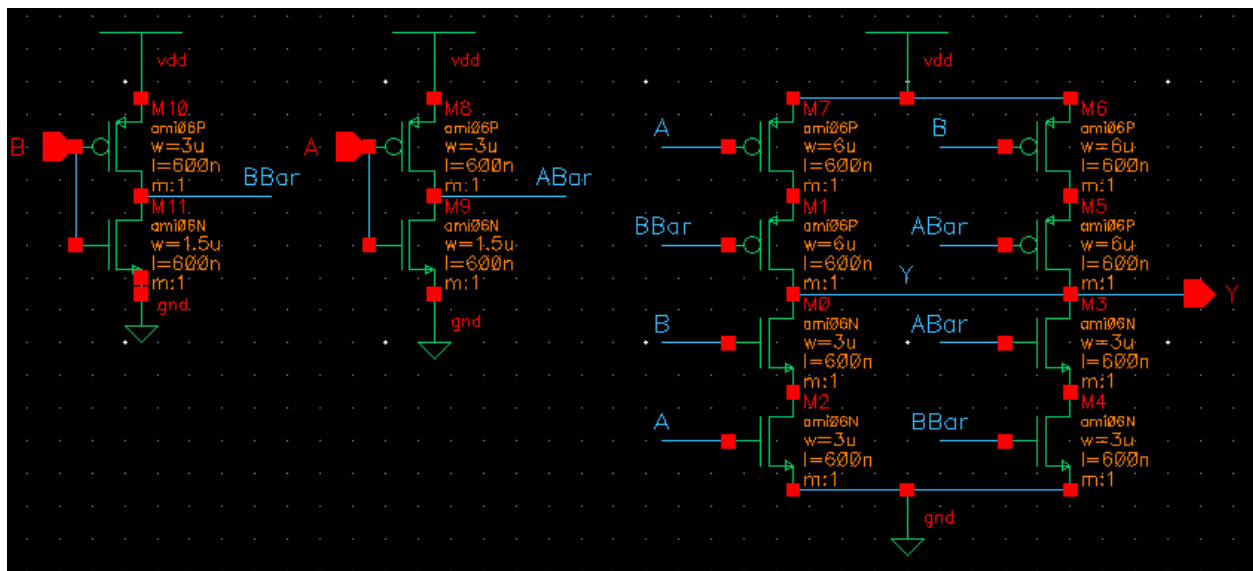 vdd
M10
ami06P
w=3u
l=600n
m:1
B
BBar
M11
ami06N
w=1.5u
l=600n
m:1
gnd
vdd
M8
ami06P
w=3u
l=600n
m:1
A
ABar
M9
ami06N
w=1.5u
l=600n
m:1
gnd
vdd
A
M7
ami06P
w=6u
l=600n
m:1
B
M6
ami06P
w=6u
l=600n
m:1
BBar
M1
ami06P
w=6u
l=600n
m:1
ABar
M5
ami06P
w=6u
l=600n
m:1
Y
Y
B
M0
ami06N
w=3u
l=600n
m:1
ABar
M3
ami06N
w=3u
l=600n
m:1
A
M2
ami06N
w=3u
l=600n
m:1
BBar
M4
ami06N
w=3u
l=600n
m:1
gnd